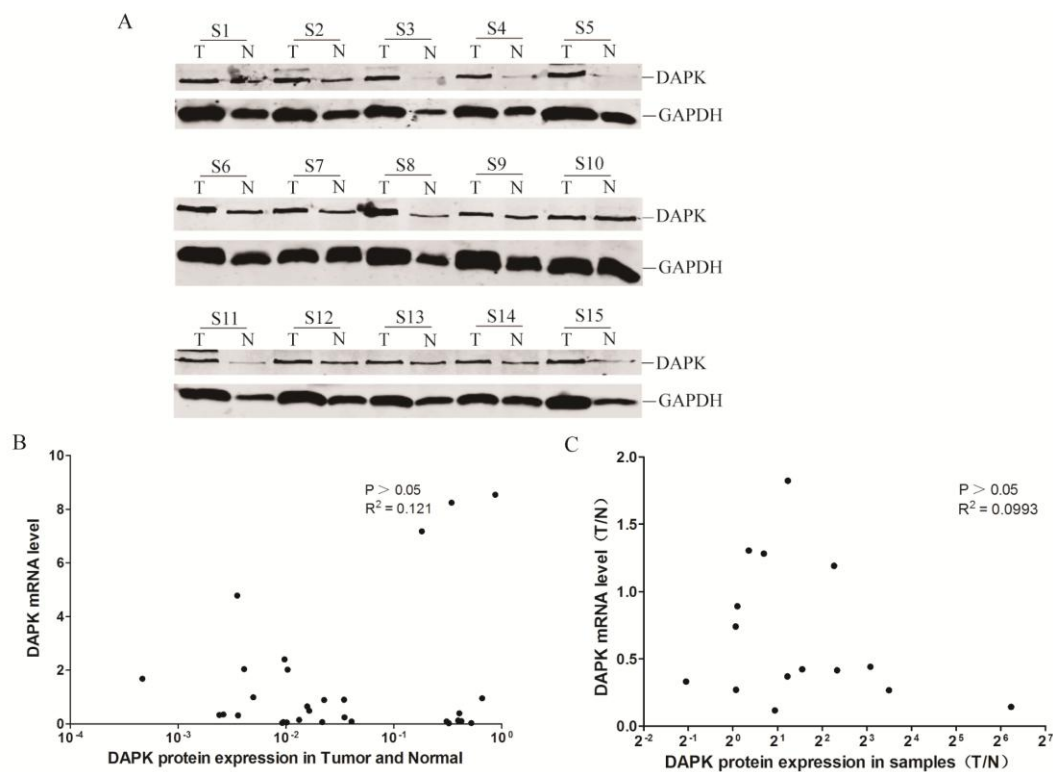 A
S1 S2 S3 S4 S5
T N T N T N T N T N
DAPK
GAPDH
S6 S7 S8 S9 S10
T N T N T N T N T N
DAPK
GAPDH
S11 S12 S13 S14 S15
T N T N T N T N T N
DAPK
GAPDH
B
DAPK mRNA level
10
8
6
4
2
0
P > 0.05
R² = 0.121
10⁻⁴ 10⁻³ 10⁻² 10⁻¹ 10⁰
DAPK protein expression in Tumor and Normal
C
DAPK mRNA level (T/N)
2.0
1.5
1.0
0.5
0.0
P > 0.05
R² = 0.0993
2⁻² 2⁻¹ 2⁰ 2¹ 2² 2³ 2⁴ 2⁵ 2⁶ 2⁷
DAPK protein expression in samples (T/N)